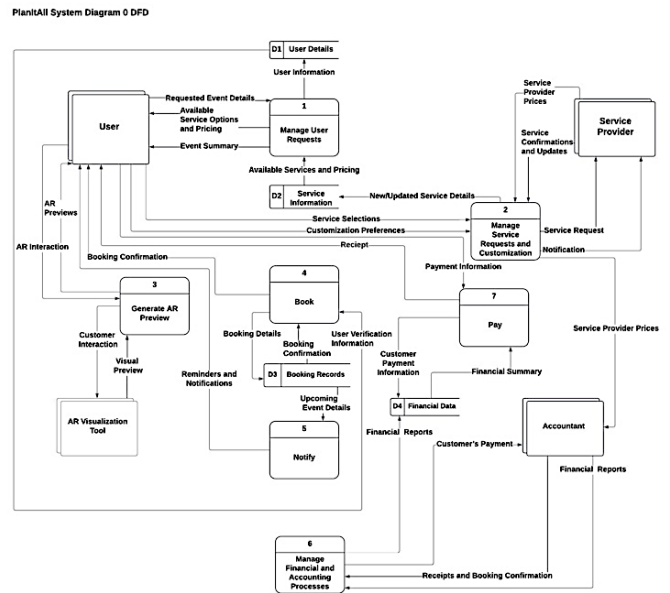 PlanItAll System Diagram 0 DFD
D1 User Details
User Information
Requested Event Details
Available
Service Options
and Pricing
Event Summary
User
1
Manage User
Requests
Service
Provider
Prices
Service
Confirmations
and Updates
Service
Provider
Available Services and Pricing
D2 Service
Information
New/Updated Service Details
2
Manage
Service
Requests and
Customization
Service Request
Notification
AR
Previews
AR Interaction
Service Selections
Customization Preferences
Reciept
Booking Confirmation
Payment Information
3
Generate AR
Preview
4
Book
7
Pay
Service Provider Prices
Customer
Interaction
Visual
Preview
Booking Details
Booking
Confirmation
User Verification
Information
Customer
Payment
Information
Financial Summary
Reminders and
Notifications
D3 Booking Records
Upcoming
Event Details
D4 Financial Data
AR Visualization
Tool
5
Notify
Financial Reports
Customer's Payment
Accountant
Financial Reports
6
Manage
Financial and
Accounting
Processes
Receipts and Booking Confirmation